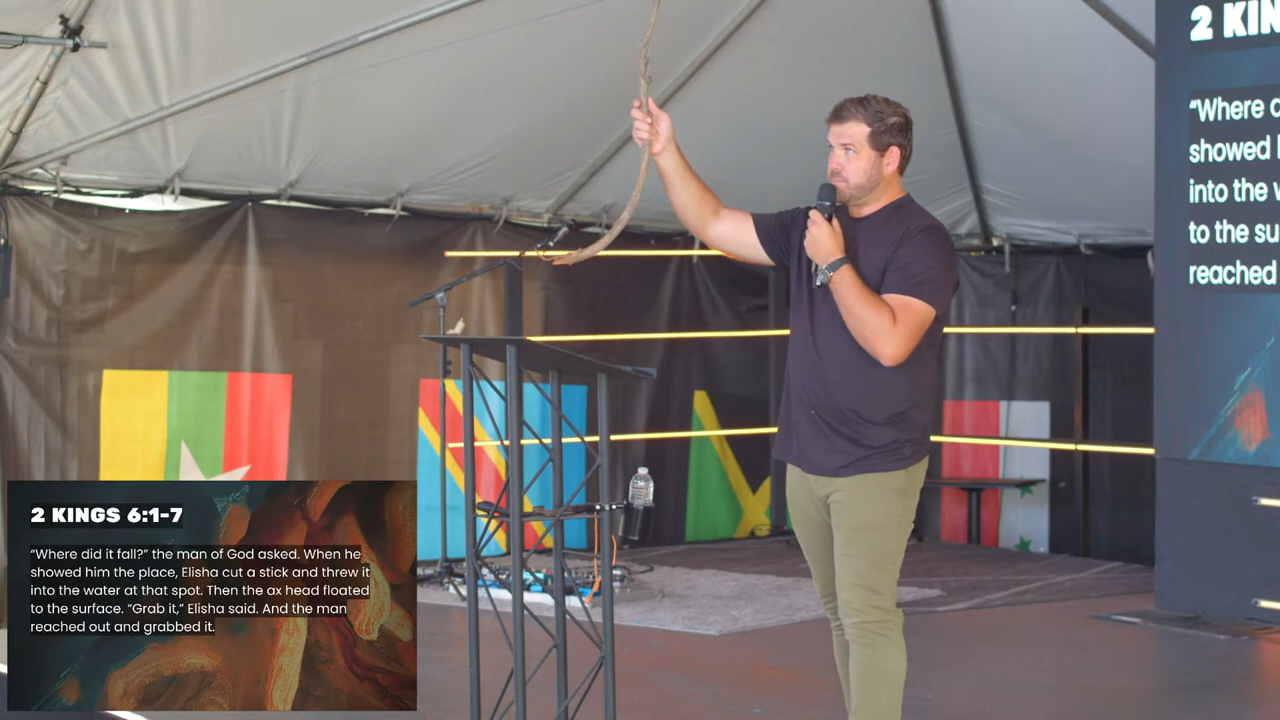 2 KINGS 6:1-7
“Where did it fall?” the man of God asked. When he
showed him the place, Elisha cut a stick and threw it
into the water at that spot. Then the ax head floated
to the surface. “Grab it,” Elisha said. And the man
reached out and grabbed it.
2 KIN
“Where
showed
into the
to the
reached